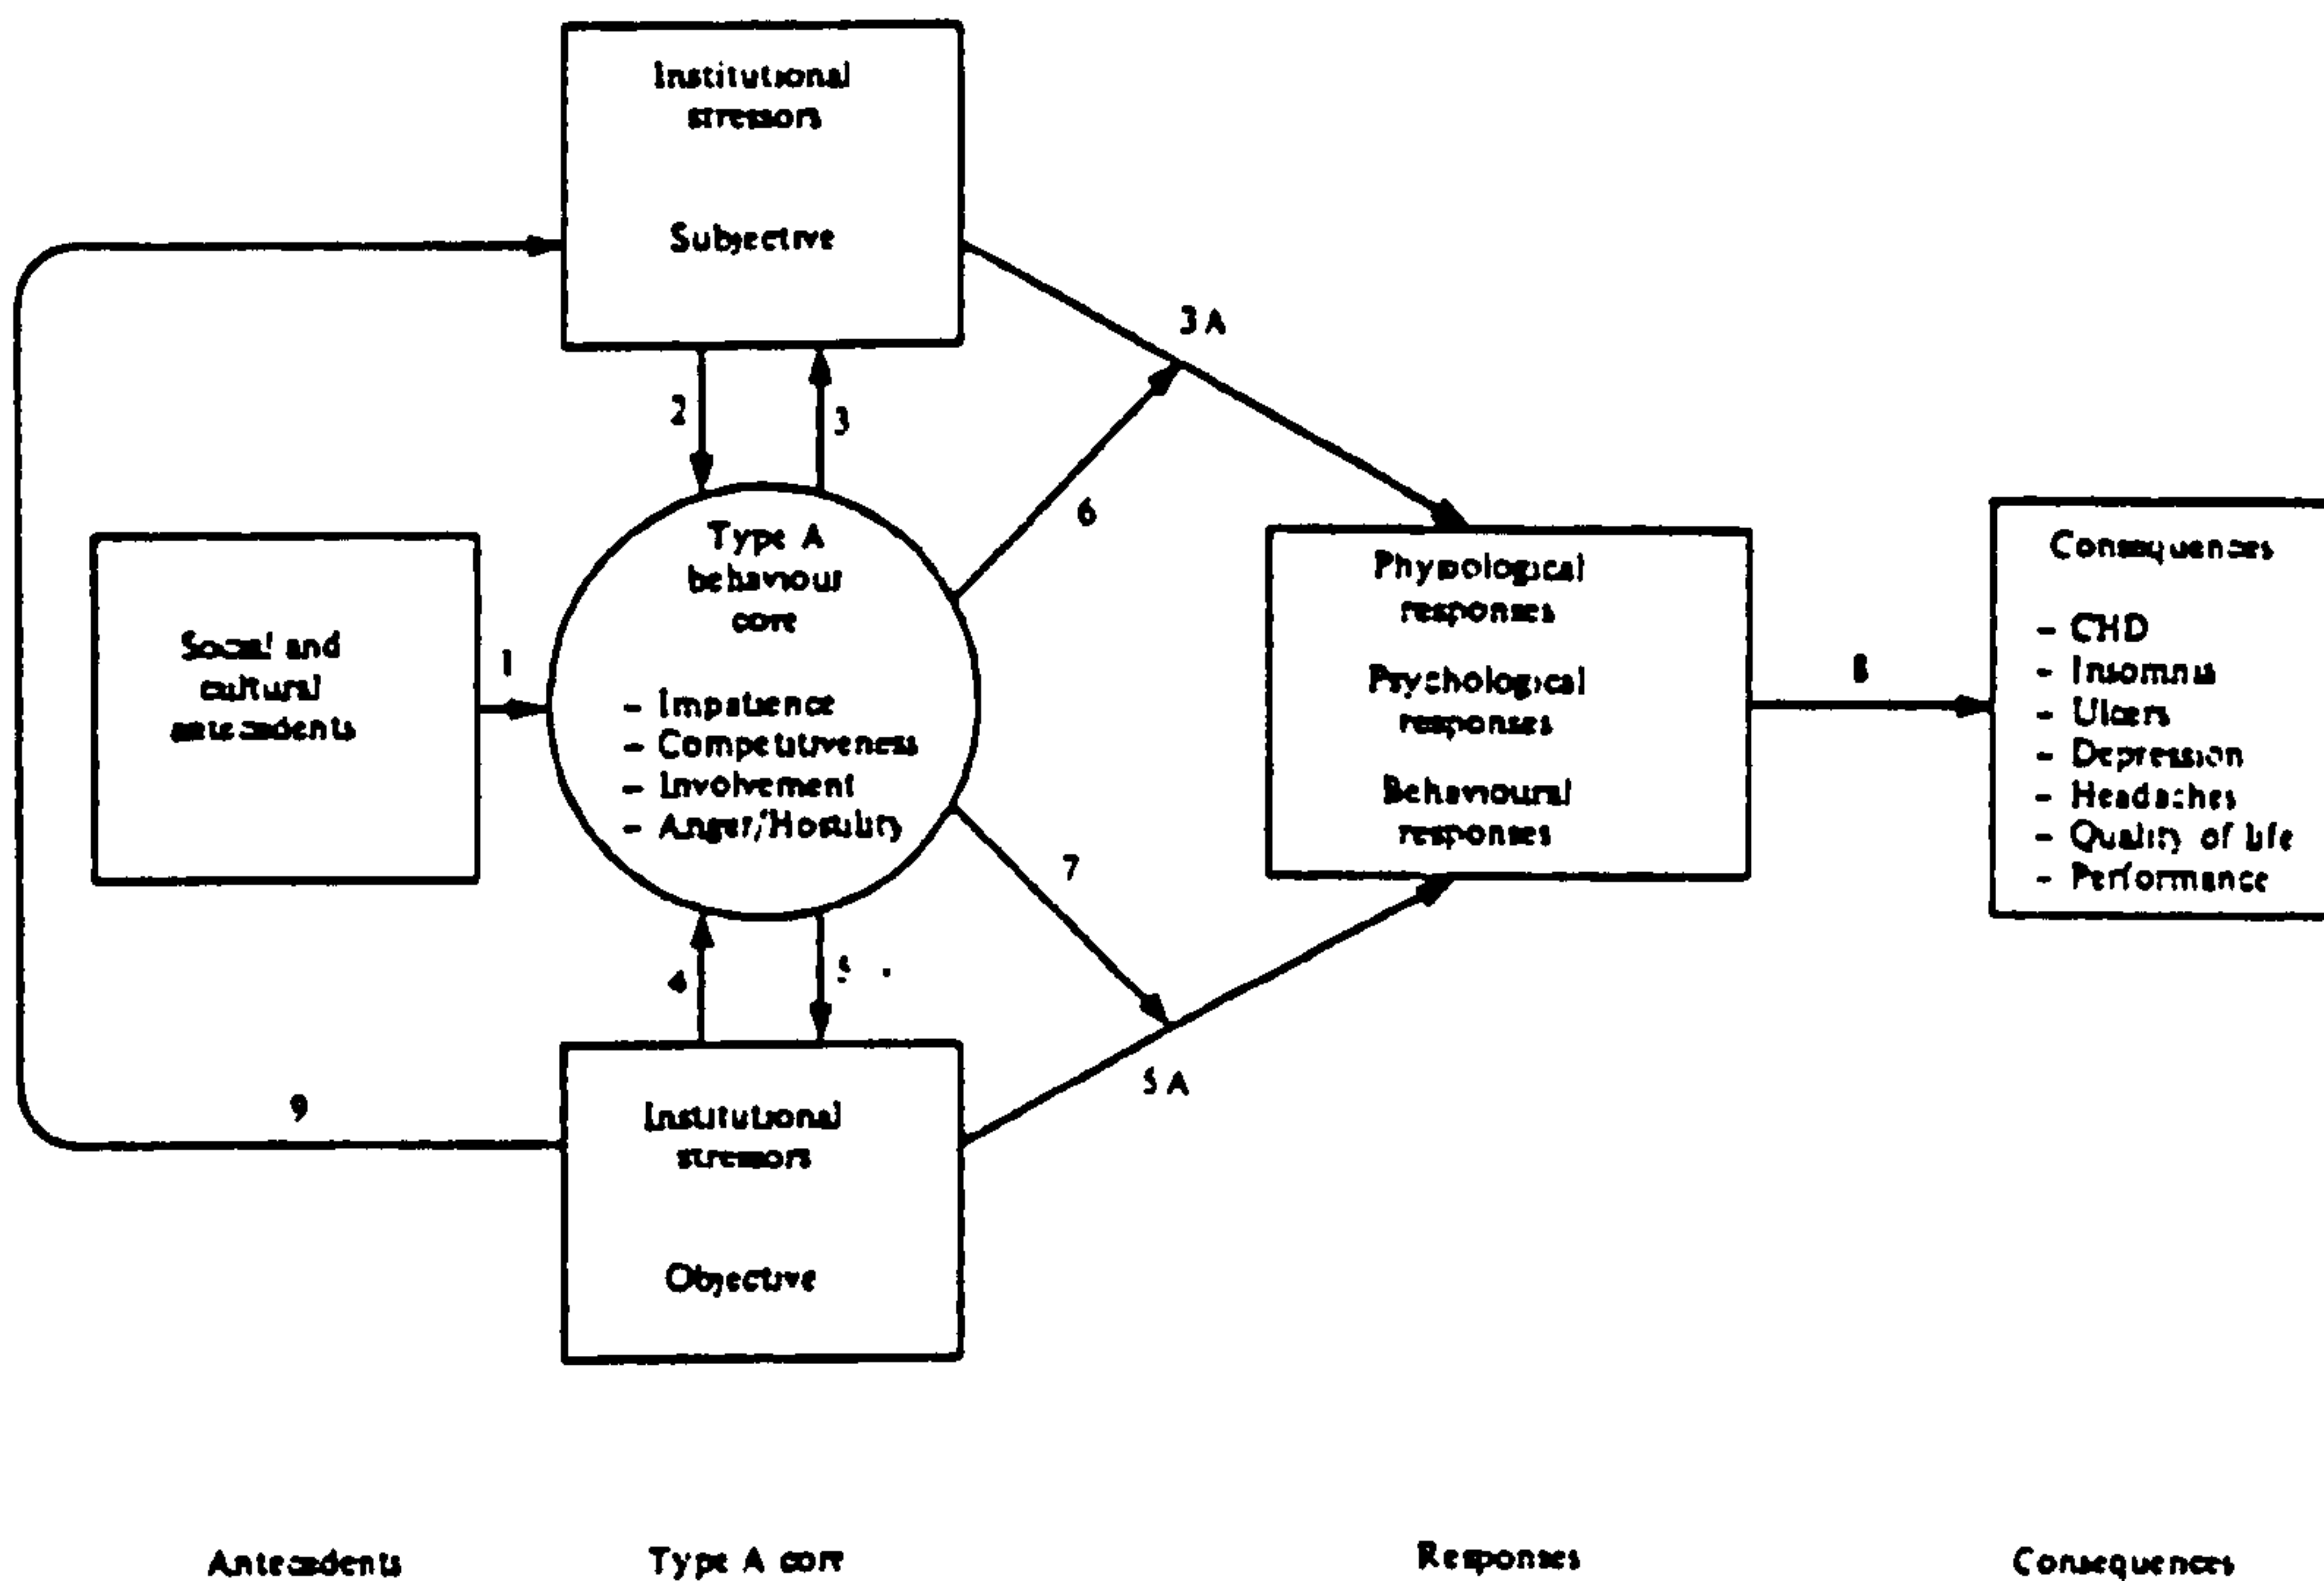 Institutional
stressors
Subjective
3 A
2
3
6
Type A
behaviour
core
- Impatience
- Competitiveness
- Involvement
- Anger/Hostility
Social and
cultural
antecedents
1
Physiological
responses
Psychological
responses
Behavioural
responses
8
Consequences
- CHD
- Insomnia
- Ulcers
- Depression
- Headaches
- Quality of life
- Performance
7
4
5
5 A
9
Institutional
stressors
Objective
Antecedents
Type A core
Responses
Consequences